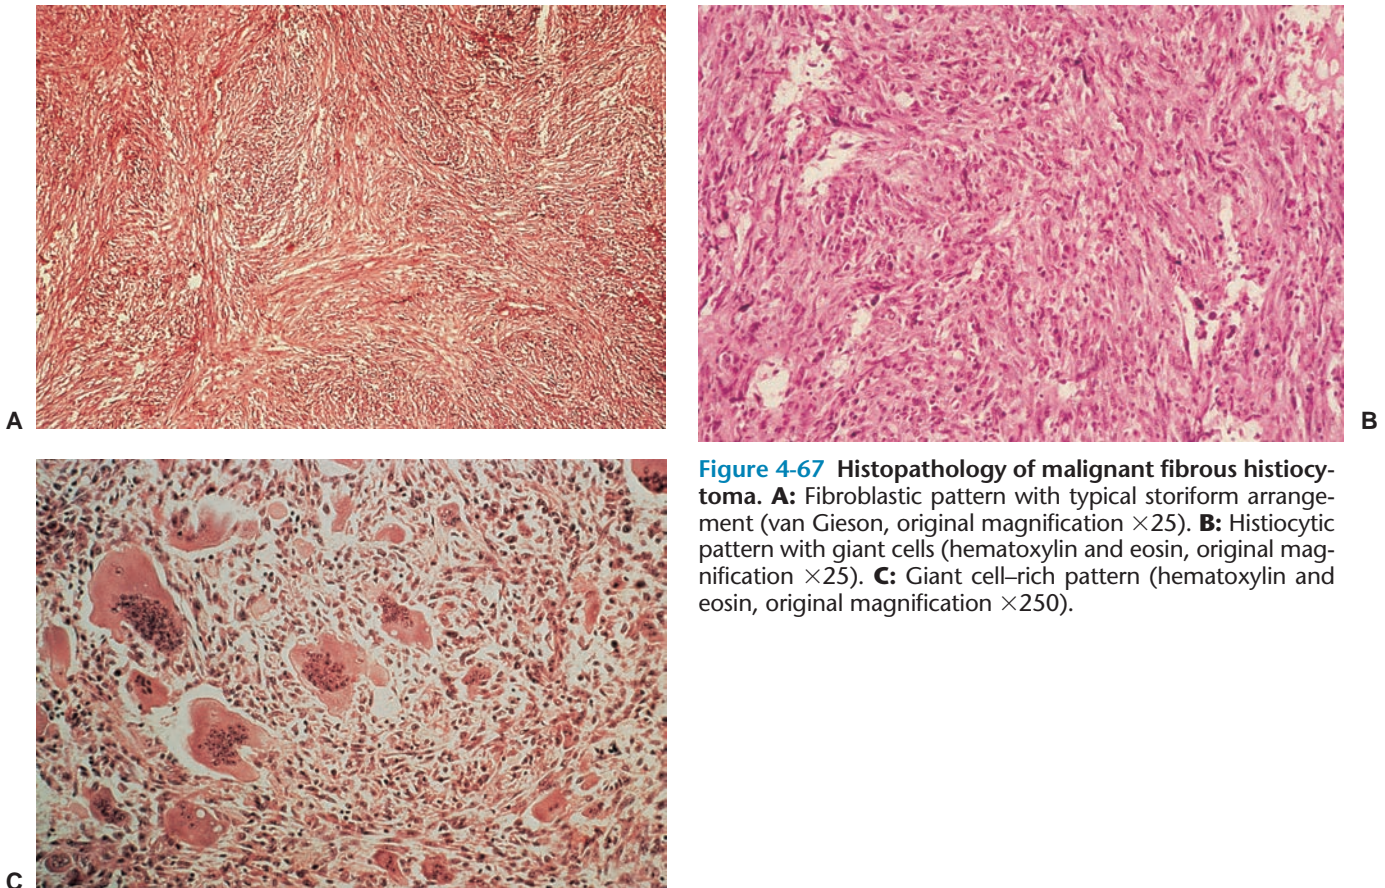 A
B
C
Figure 4-67 Histopathology of malignant fibrous histiocy-
toma. A: Fibroblastic pattern with typical storiform arrange-
ment (van Gieson, original magnification ×25). B: Histiocytic
pattern with giant cells (hematoxylin and eosin, original mag-
nification ×25). C: Giant cell–rich pattern (hematoxylin and
eosin, original magnification ×250).